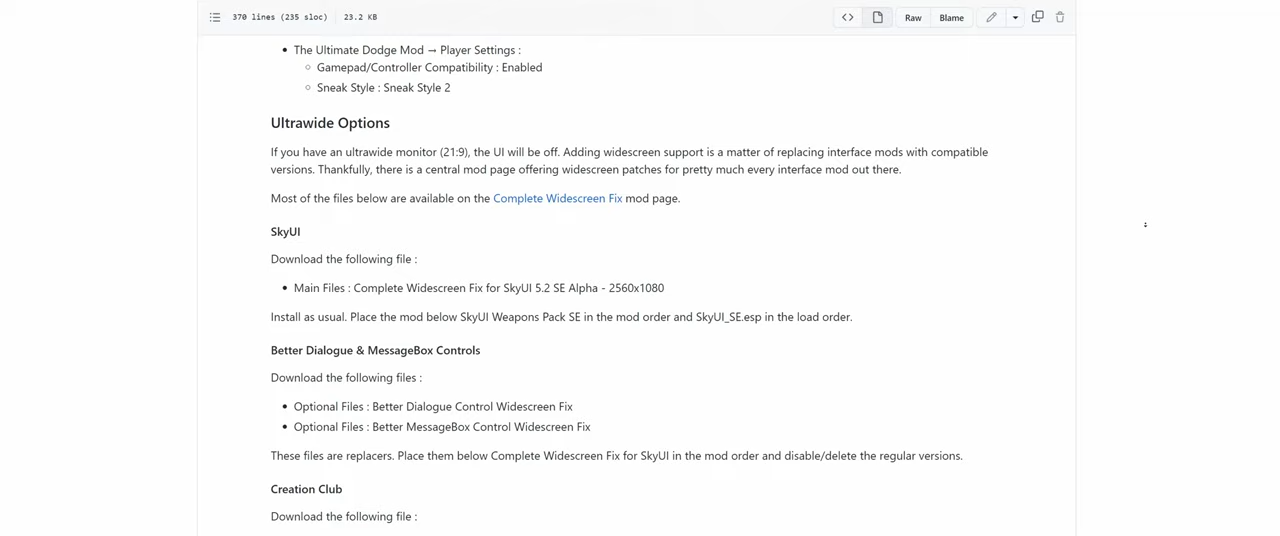 370 lines (235 sloc) 23.2 KB Raw Blame
The Ultimate Dodge Mod → Player Settings :
Gamepad/Controller Compatibility : Enabled
Sneak Style : Sneak Style 2
Ultrawide Options
If you have an ultrawide monitor (21:9), the UI will be off. Adding widescreen support is a matter of replacing interface mods with compatible
versions. Thankfully, there is a central mod page offering widescreen patches for pretty much every interface mod out there.
Most of the files below are available on the Complete Widescreen Fix mod page.
SkyUI
Download the following file :
Main Files : Complete Widescreen Fix for SkyUI 5.2 SE Alpha - 2560x1080
Install as usual. Place the mod below SkyUI Weapons Pack SE in the mod order and SkyUI_SE.esp in the load order.
Better Dialogue & MessageBox Controls
Download the following files :
Optional Files : Better Dialogue Control Widescreen Fix
Optional Files : Better MessageBox Control Widescreen Fix
These files are replacers. Place them below Complete Widescreen Fix for SkyUI in the mod order and disable/delete the regular versions.
Creation Club
Download the following file :